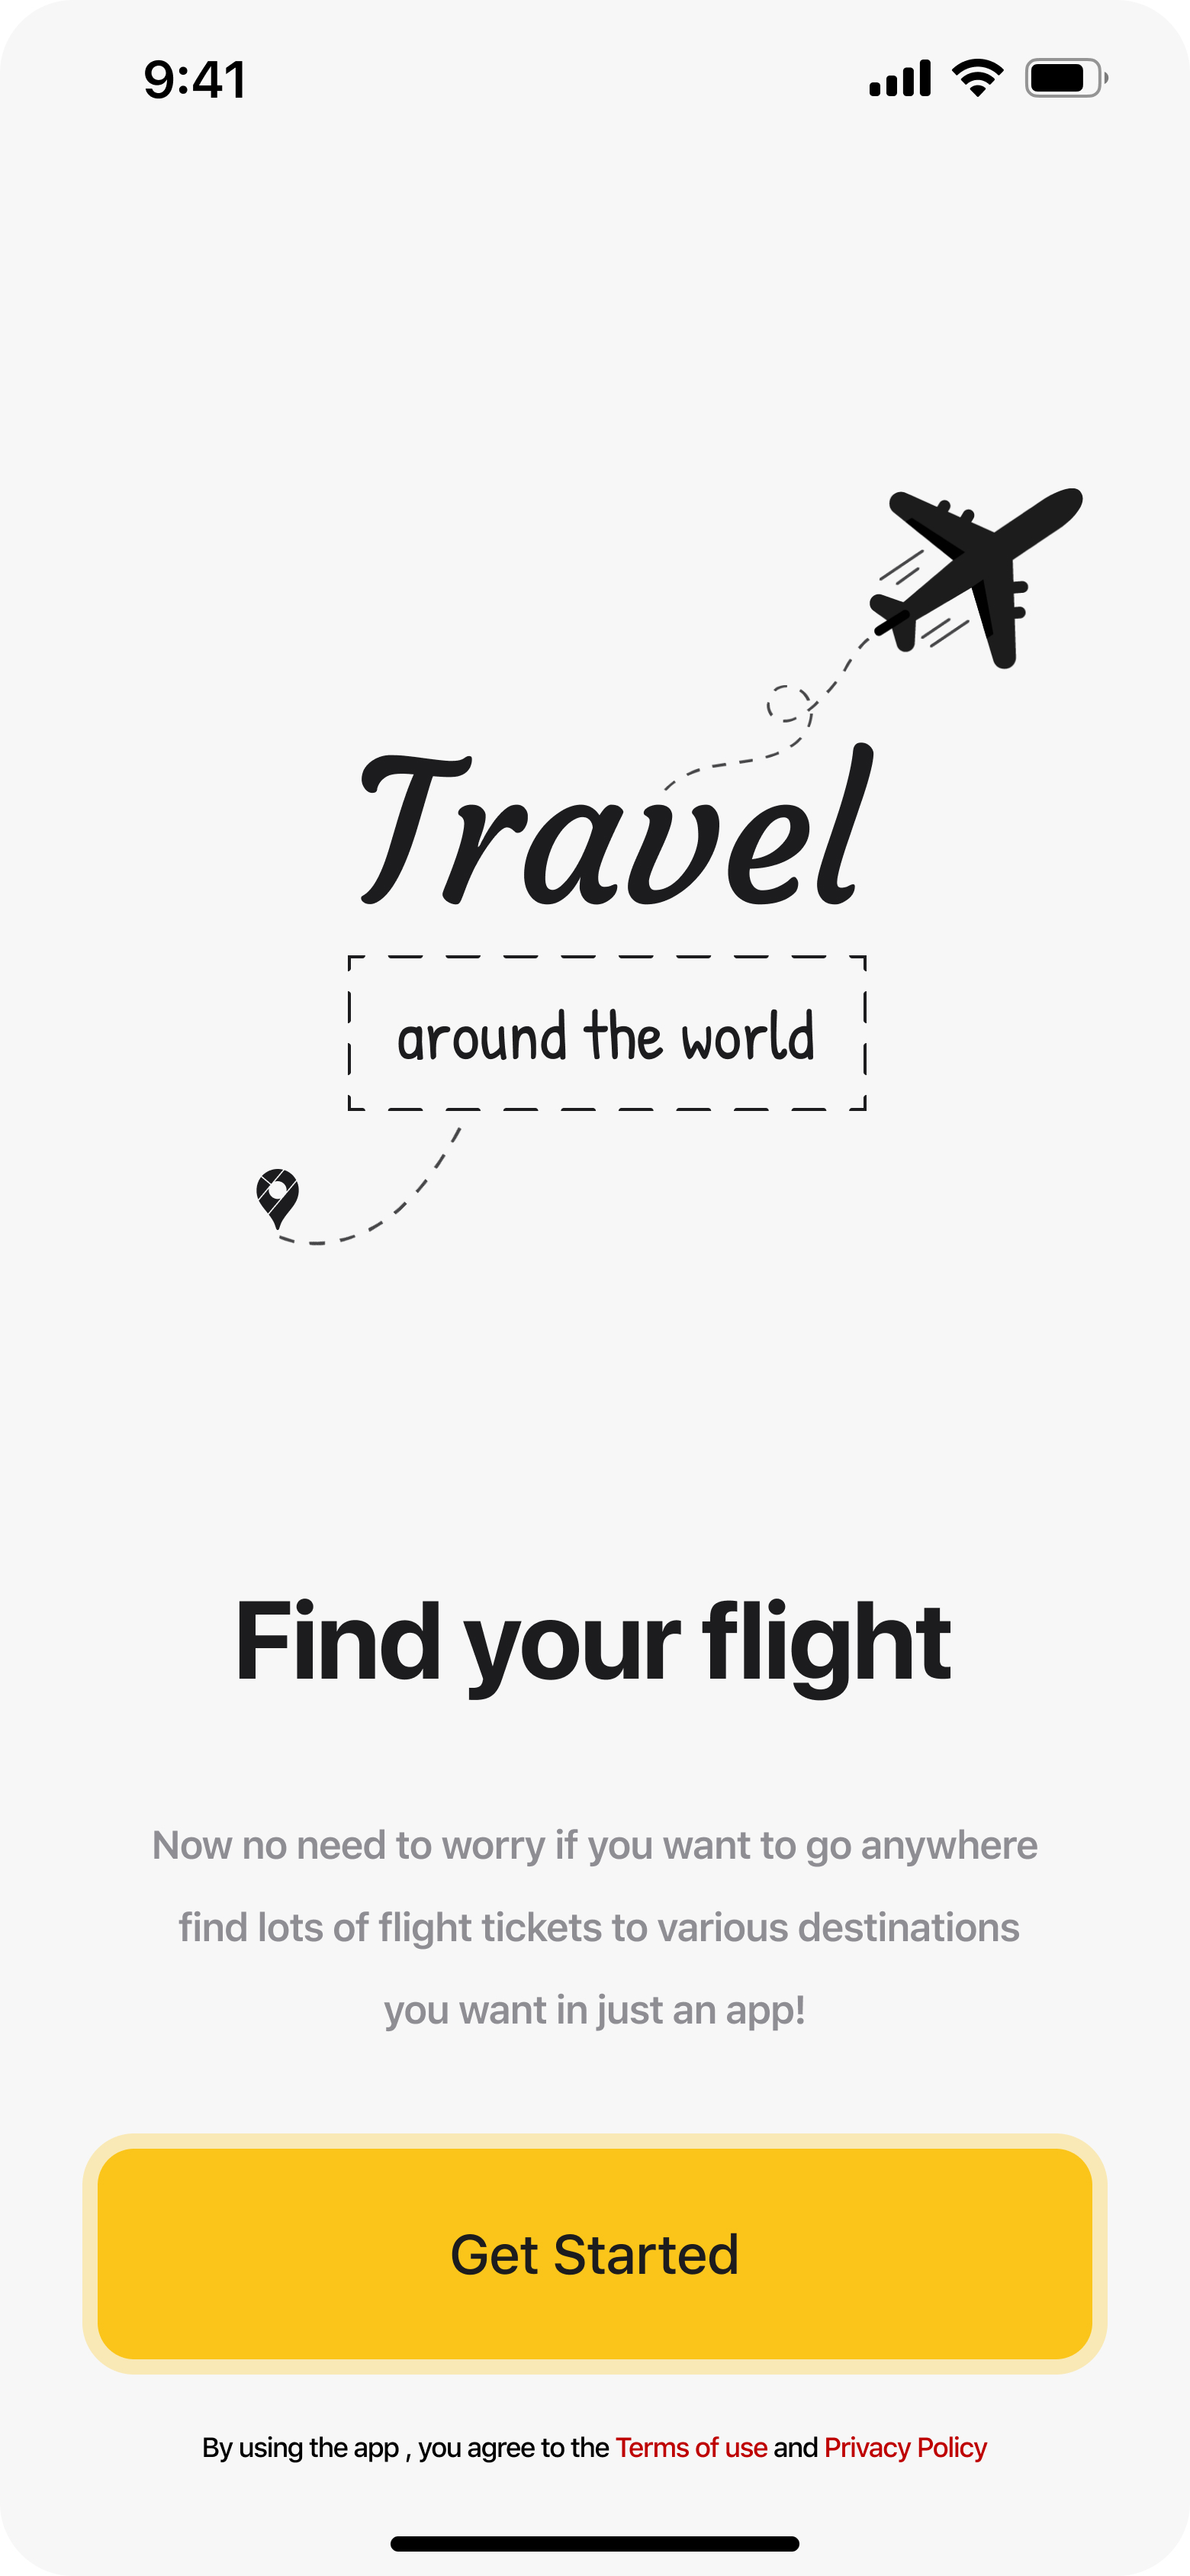 9:41
Travel
around the world
Find your flight
Now no need to worry if you want to go anywhere
find lots of flight tickets to various destinations
you want in just an app!
Get Started
By using the app , you agree to the Terms of use and Privacy Policy